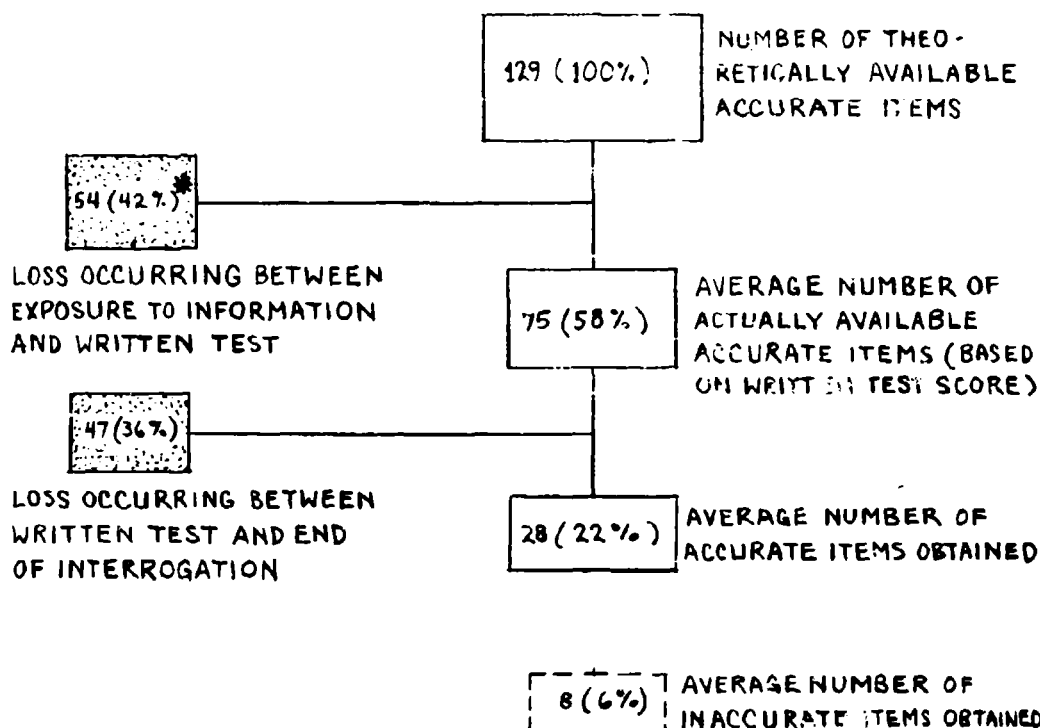 129 (100%)
NUMBER OF THEO-
RETICALLY AVAILABLE
ACCURATE ITEMS
54 (42%)*
LOSS OCCURRING BETWEEN
EXPOSURE TO INFORMATION
AND WRITTEN TEST
75 (58%)
AVERAGE NUMBER OF
ACTUALLY AVAILABLE
ACCURATE ITEMS (BASED
ON WRITTEN TEST SCORE)
47 (36%)
LOSS OCCURRING BETWEEN
WRITTEN TEST AND END
OF INTERROGATION
28 (22%)
AVERAGE NUMBER OF
ACCURATE ITEMS OBTAINED
8 (6%)
AVERAGE NUMBER OF
INACCURATE ITEMS OBTAINED